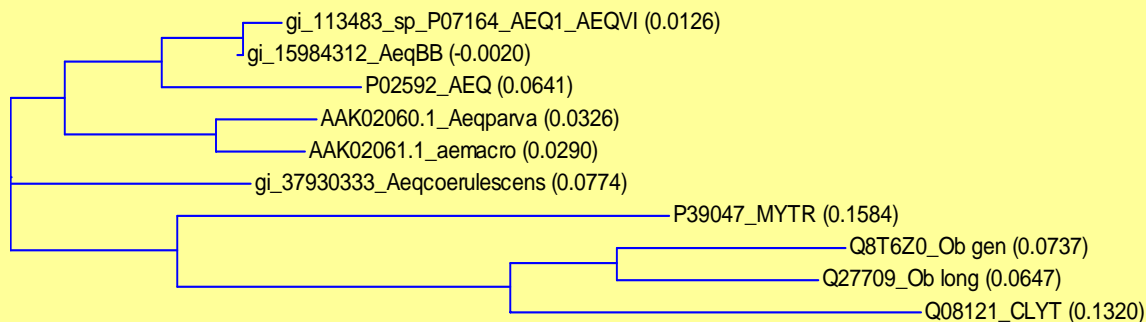 gi_113483_sp_P07164_AEQ1_AEQVI (0.0126)
gi_15984312_AeqBB (-0.0020)
P02592_AEQ (0.0641)
AAK02060.1_Aeqparva (0.0326)
AAK02061.1_aemacro (0.0290)
gi_37930333_Aeqcoerulescens (0.0774)
P39047_MYTR (0.1584)
Q8T6Z0_Ob gen (0.0737)
Q27709_Ob long (0.0647)
Q08121_CLYT (0.1320)